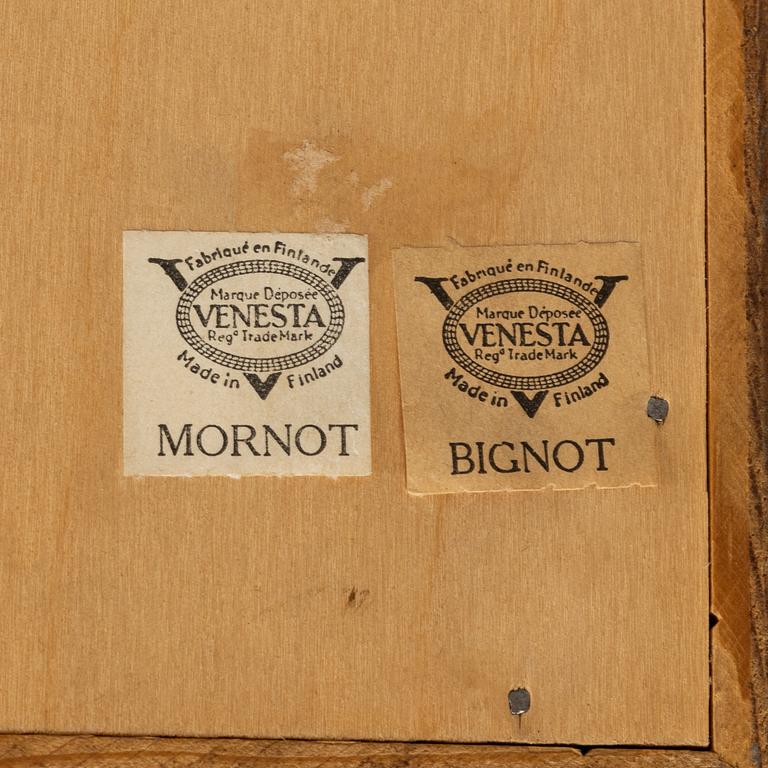 Fabriqué en Finlande
Marque Déposée
VENESTA
Regd Trade Mark
Made in Finland
MORNOT
Fabriqué en Finlande
Marque Déposée
VENESTA
Regd Trade Mark
Made in Finland
BIGNOT